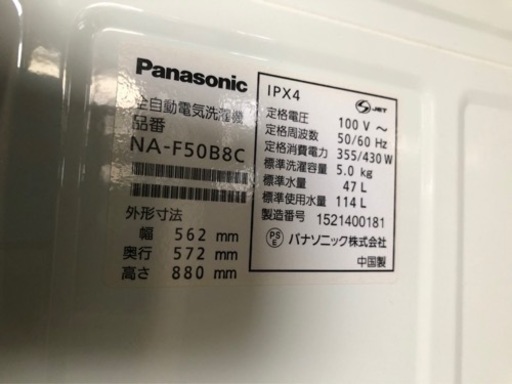 Panasonic
全自動電気洗濯機
品番
NA-F50B8C
外形寸法
幅 562 mm
奥行 572 mm
高さ 880 mm
IPX4
S JET
定格電圧 100 V ～
定格周波数 50/60 Hz
定格消費電力 355/430 W
標準洗濯容量 5.0 kg
標準水量 47 L
標準使用水量 114 L
製造番号 1521400181
PS E パナソニック株式会社
中国製